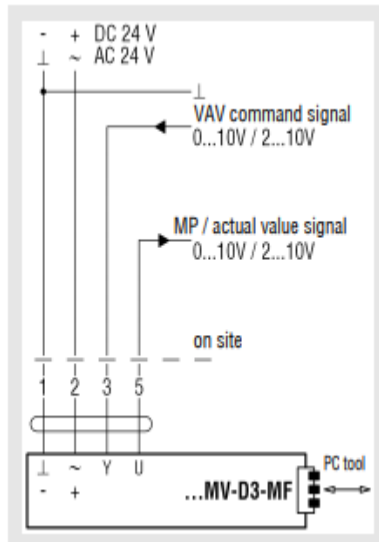 - + DC 24 V
⊥ ~ AC 24 V
⊥
VAV command signal
0...10V / 2...10V
MP / actual value signal
0...10V / 2...10V
on site
1 2 3 5
⊥ ~ Y U
- +
...MV-D3-MF
PC tool